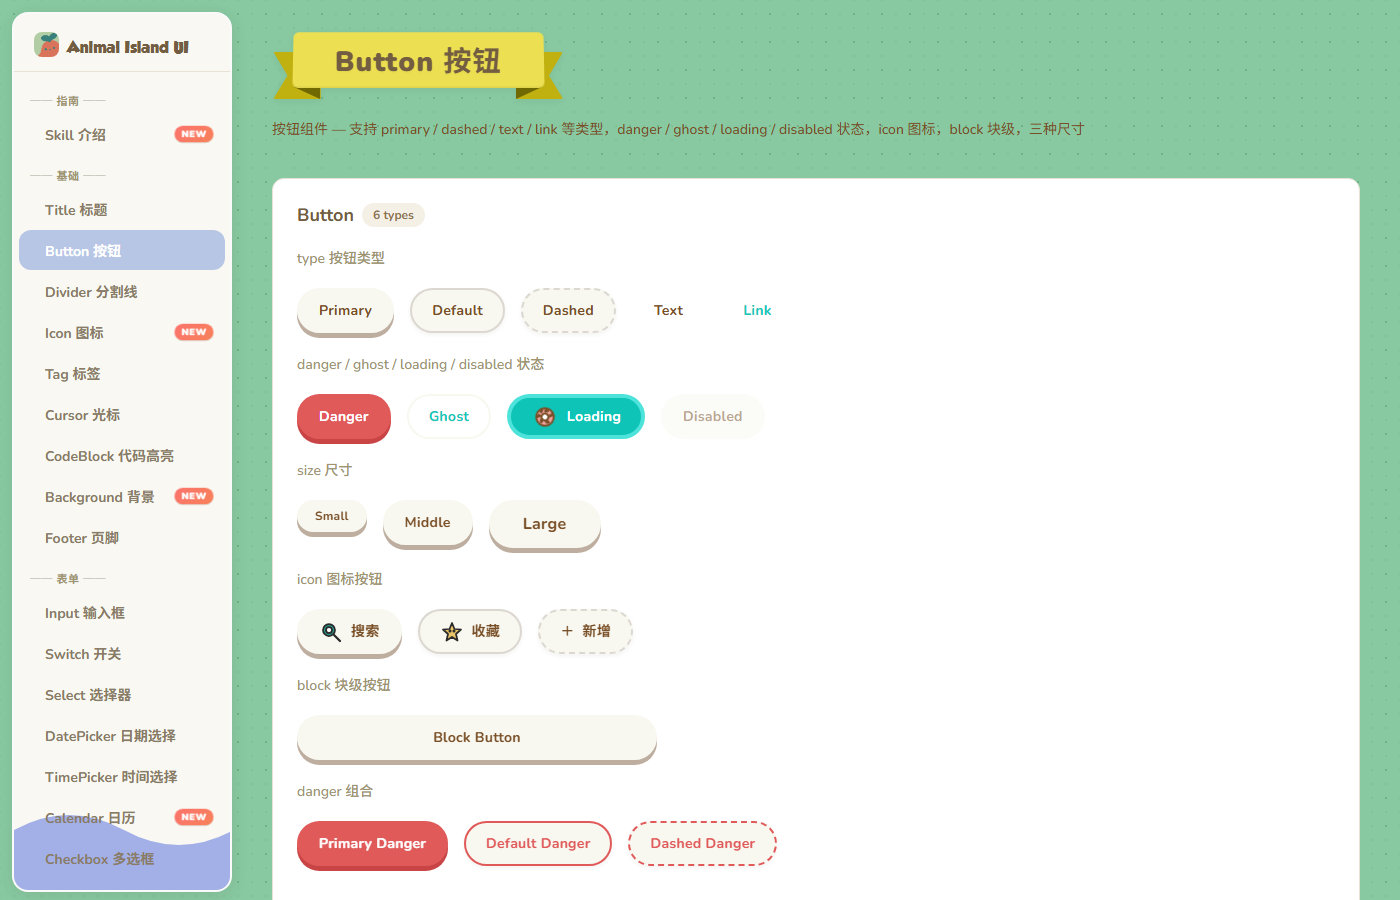 Animal Island UI
指南
Skill 介绍 NEW
基础
Title 标题
Button 按钮
Divider 分割线
Icon 图标 NEW
Tag 标签
Cursor 光标
CodeBlock 代码高亮
Background 背景 NEW
Footer 页脚
表单
Input 输入框
Switch 开关
Select 选择器
DatePicker 日期选择
TimePicker 时间选择
Calendar 日历 NEW
Checkbox 多选框
Button 按钮
按钮组件 — 支持 primary / dashed / text / link 等类型，danger / ghost / loading / disabled 状态，icon 图标，block 块级，三种尺寸
Button 6 types
type 按钮类型
Primary Default Dashed Text Link
danger / ghost / loading / disabled 状态
Danger Ghost Loading Disabled
size 尺寸
Small Middle Large
icon 图标按钮
搜索 收藏 + 新增
block 块级按钮
Block Button
danger 组合
Primary Danger Default Danger Dashed Danger